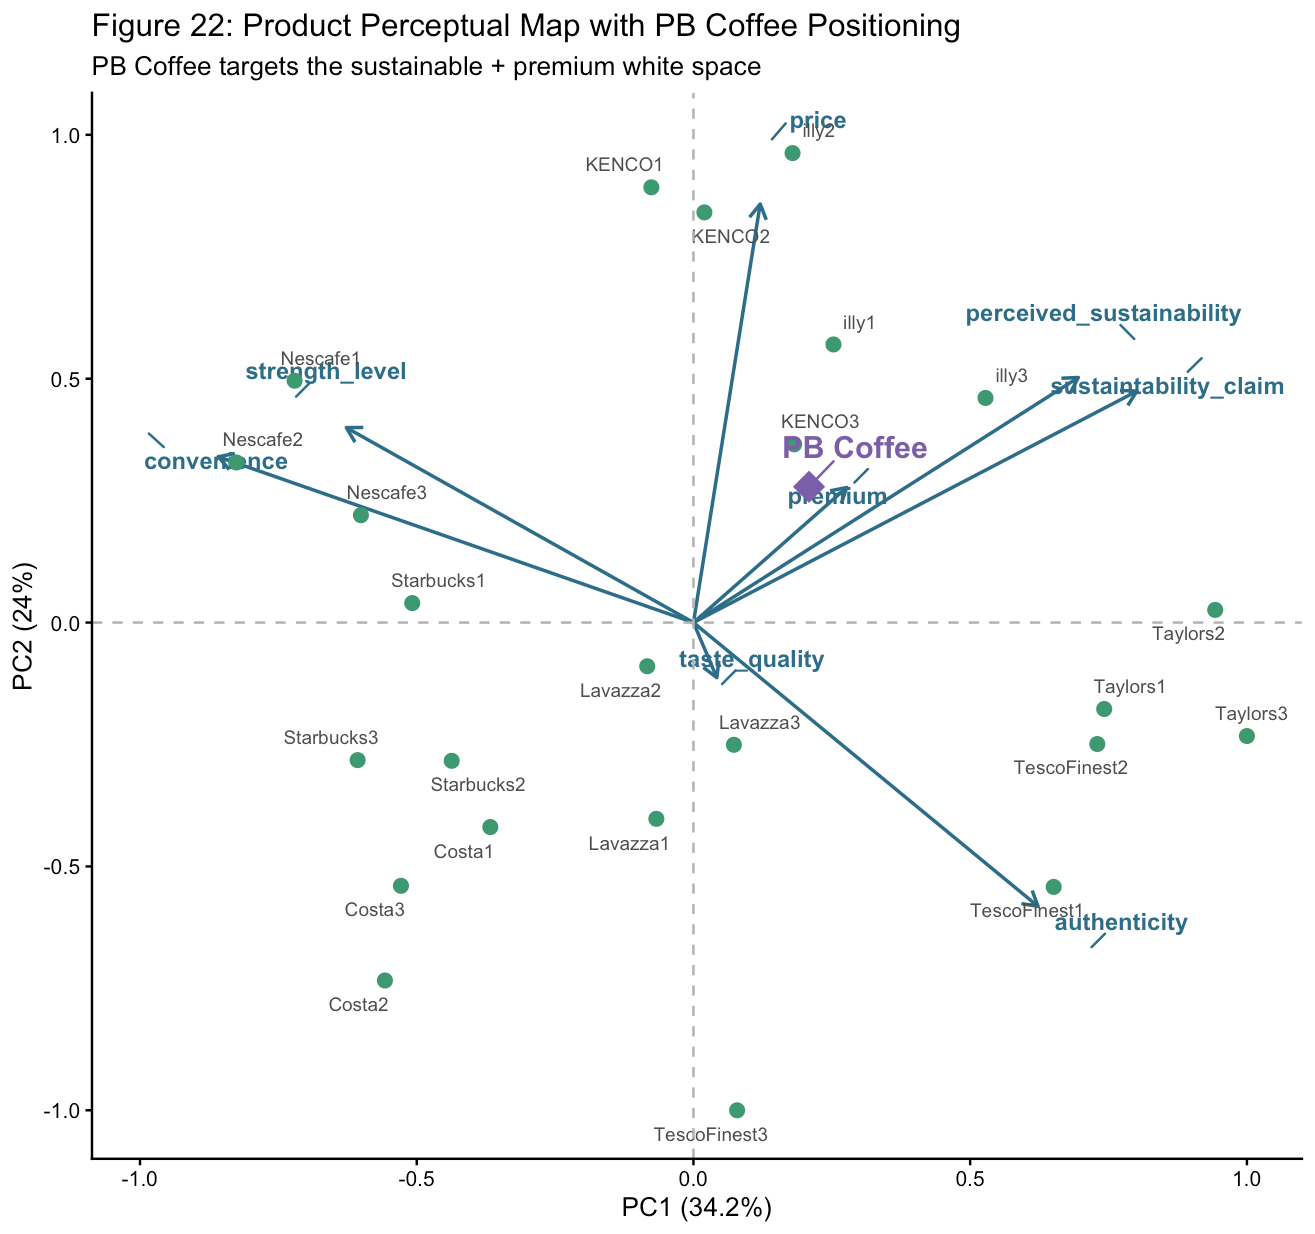 Figure 22: Product Perceptual Map with PB Coffee Positioning
PB Coffee targets the sustainable + premium white space
PC2 (24%)
1.0
0.5
0.0
-0.5
-1.0
price
illy2
KENCO1
KENCO2
perceived_sustainability
illy1
Nescafe1
strength_level
illy3
sustaintability_claim
KENCO3
PB Coffee
Nescafe2
convenience
Nescafe3
premium
Starbucks1
Taylors2
taste_quality
Lavazza2
Taylors1
Lavazza3
Taylors3
Starbucks3
TescoFinest2
Starbucks2
Lavazza1
Costa1
Costa3
TescoFinest1
authenticity
Costa2
TescoFinest3
-1.0
-0.5
0.0
0.5
1.0
PC1 (34.2%)